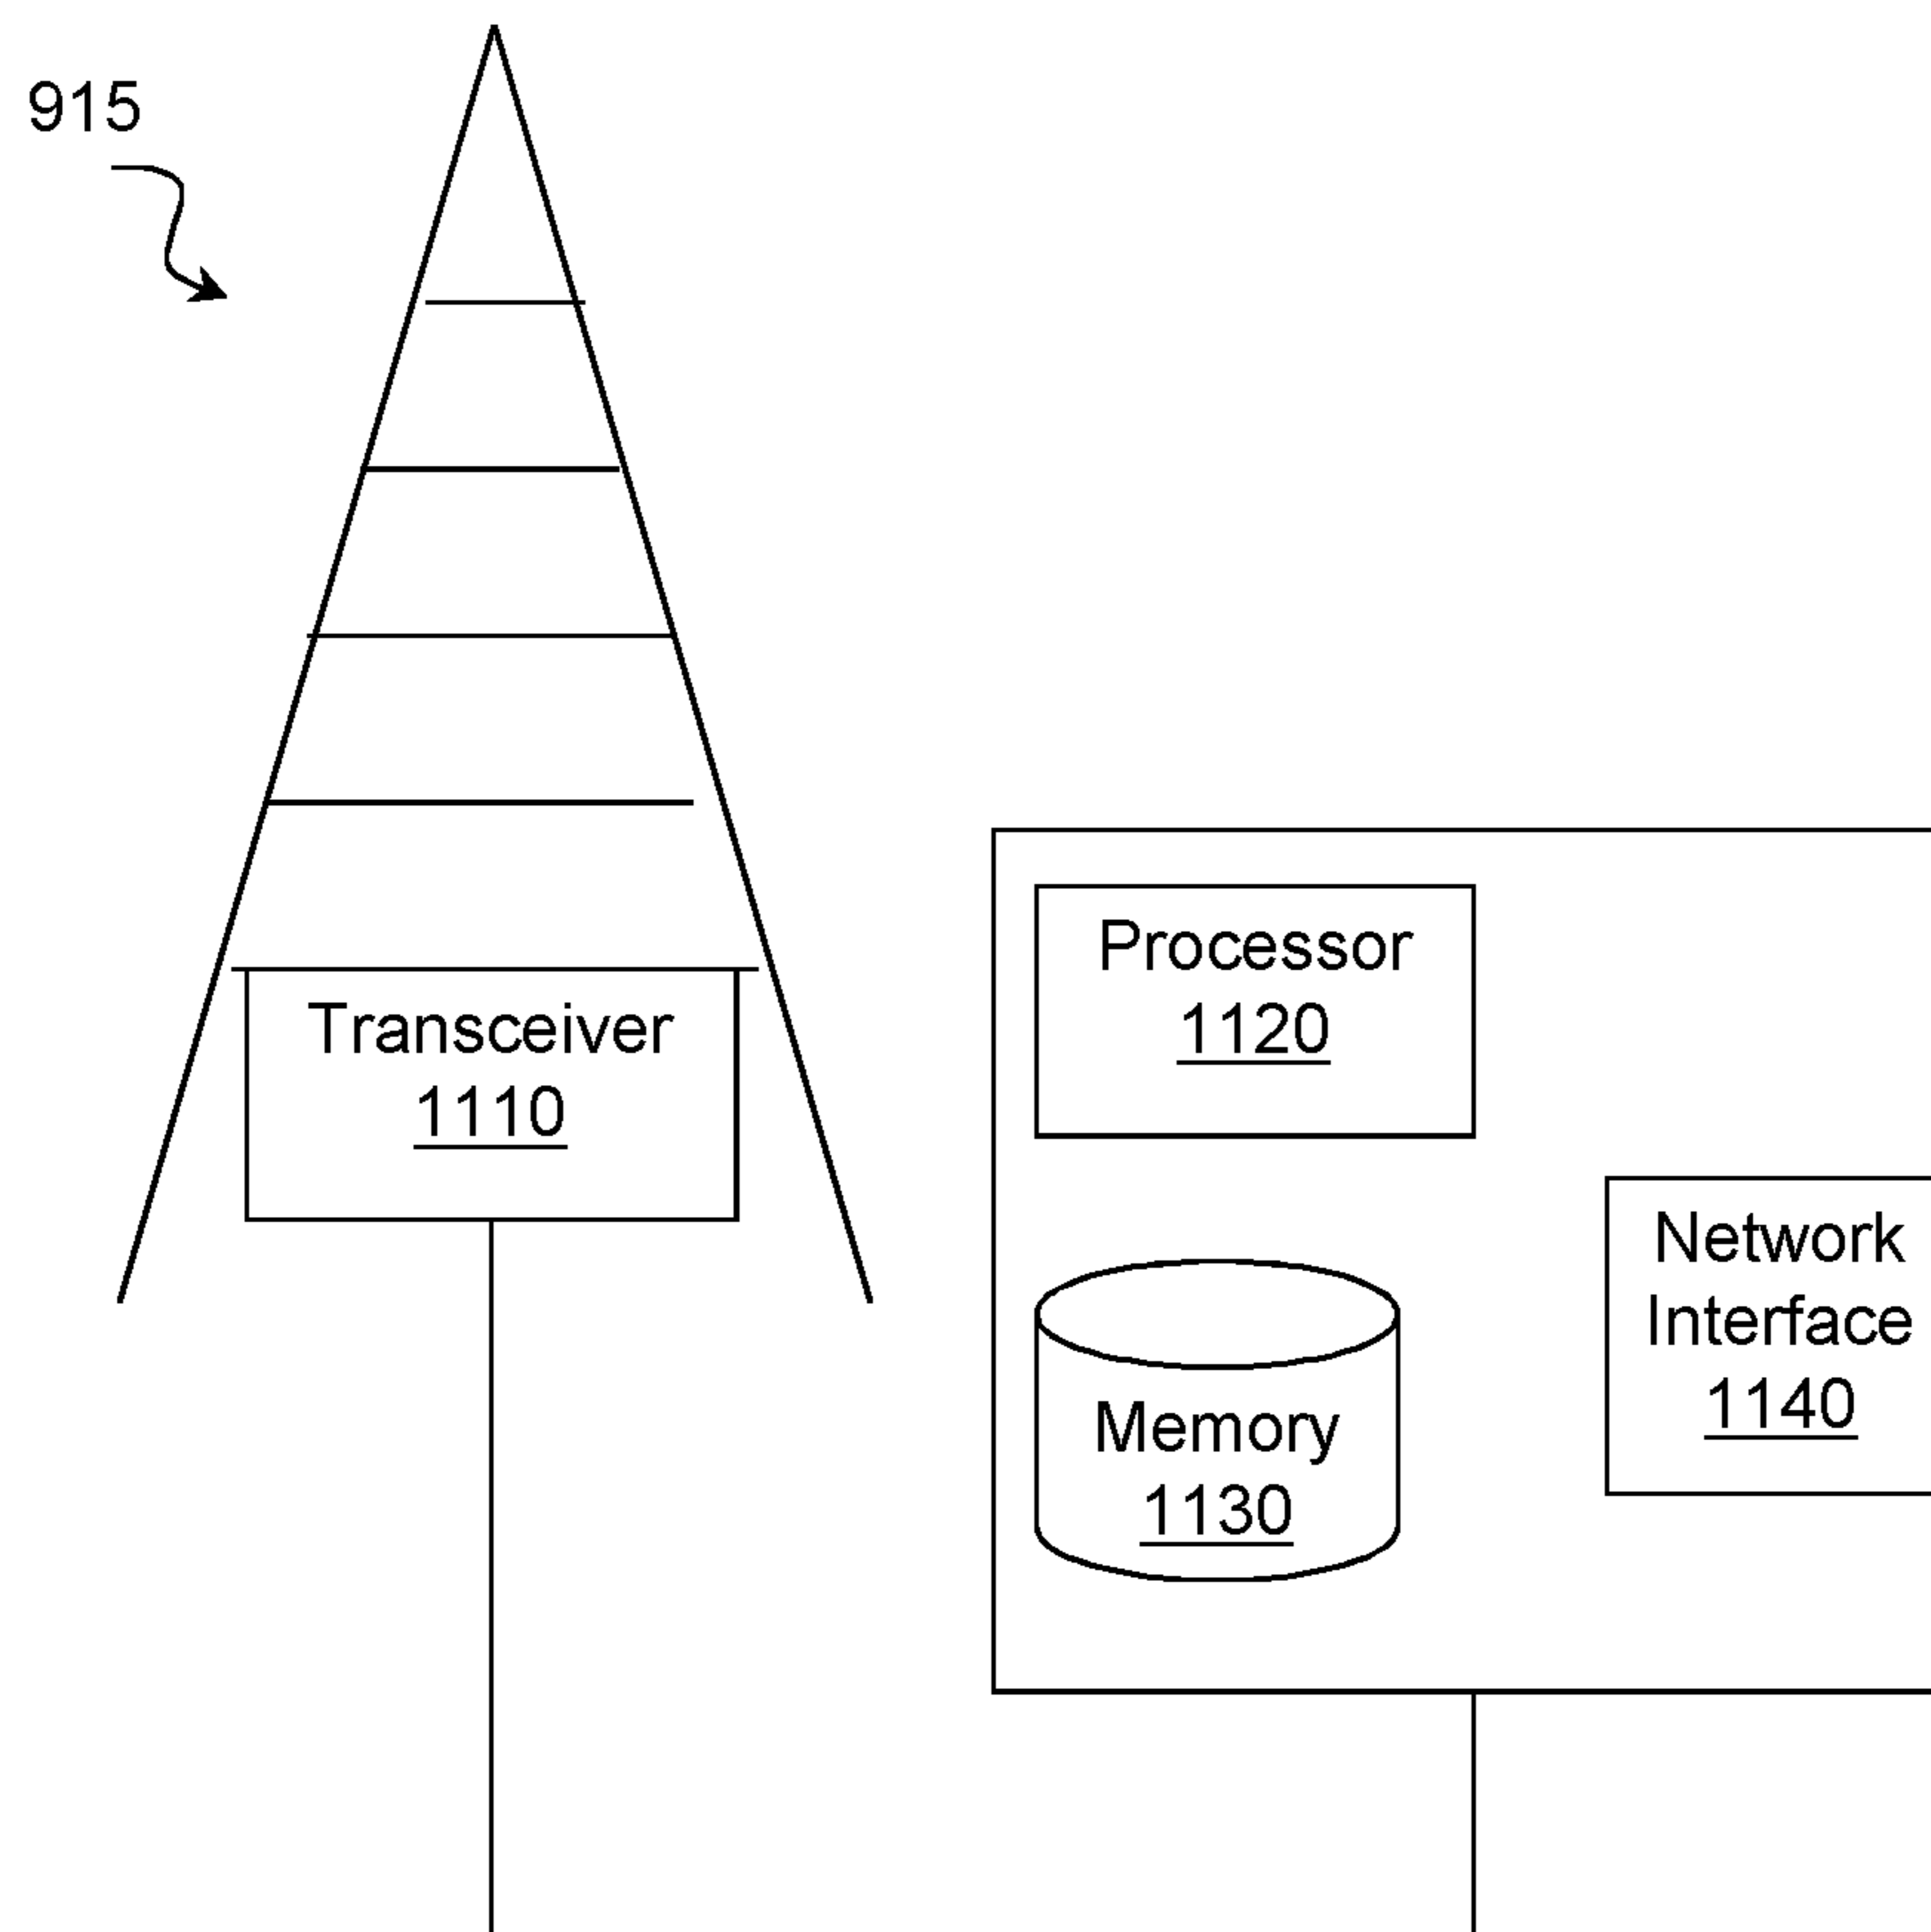 915
Transceiver
1110
Processor
1120
Memory
1130
Network
Interface
1140